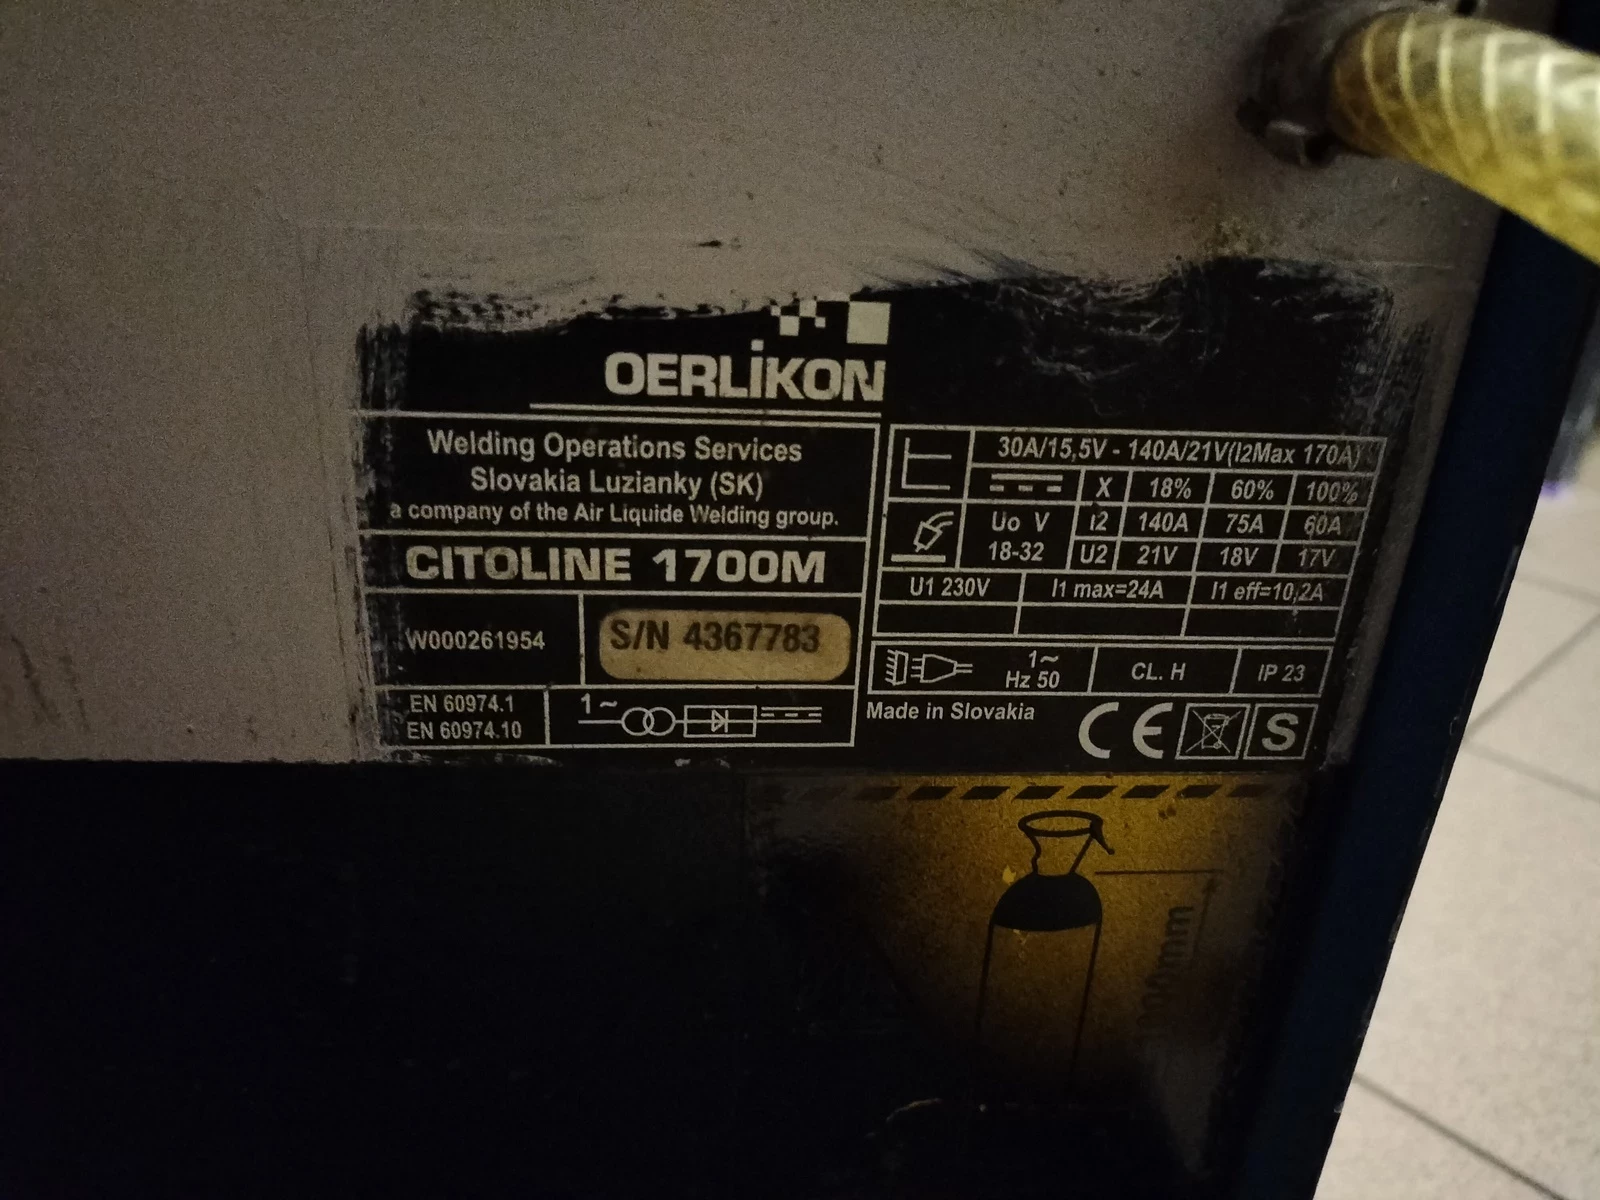 OERLIKON
Welding Operations Services
Slovakia Luzianky (SK)
a company of the Air Liquide Welding group.
CITOLINE 1700M
W000261954
S/N 4367783
EN 60974.1
EN 60974.10
1~
30A/15,5V - 140A/21V(I2Max 170A)
X 18% 60% 100%
Uo V
18-32
I2 140A 75A 60A
U2 21V 18V 17V
U1 230V I1 max=24A I1 eff=10,2A
1~
Hz 50
CL. H
IP 23
Made in Slovakia
CE
S
mm